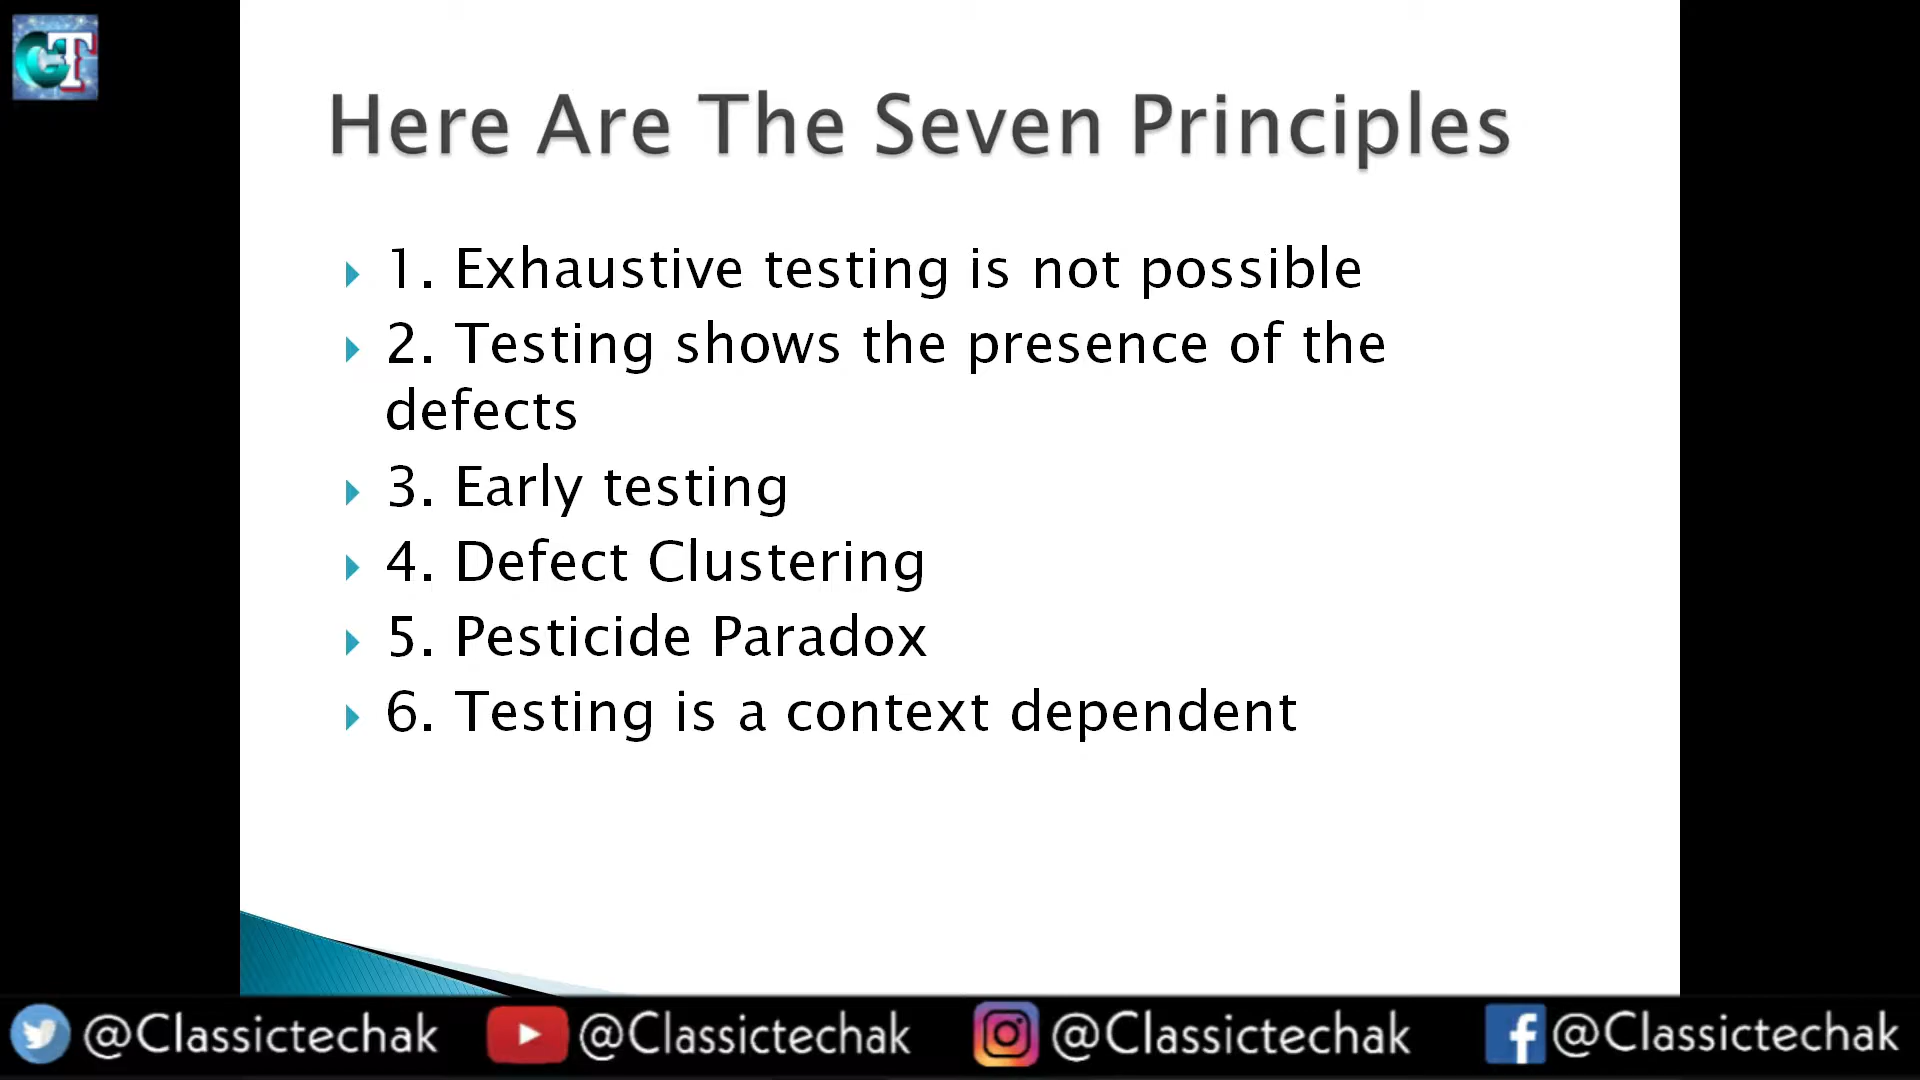 CT
Here Are The Seven Principles
1. Exhaustive testing is not possible
2. Testing shows the presence of the
defects
3. Early testing
4. Defect Clustering
5. Pesticide Paradox
6. Testing is a context dependent
@Classictechak @Classictechak @Classictechak @Classictechak